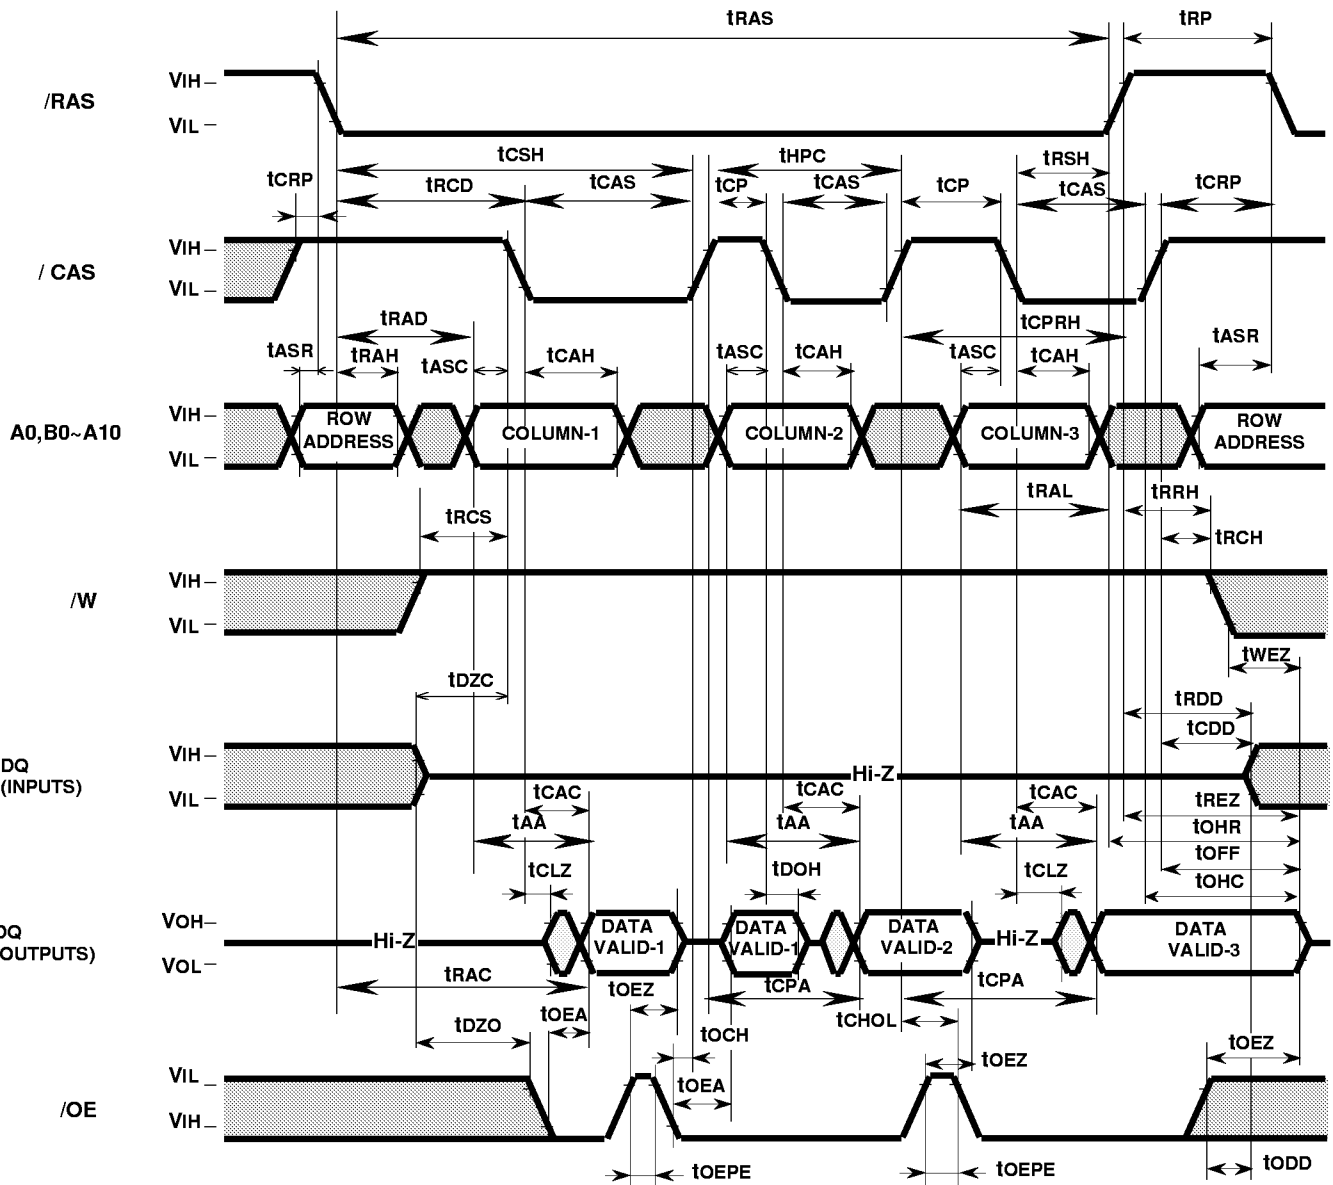 tRAS tRP
/RAS VIH
VIL
tCSH tHPC tRSH
tCRP tRCD tCAS tCP tCAS tCP tCAS tCRP
/ CAS VIH
VIL
tRAD tCPRH
tASR tRAH tASC tCAH tASC tCAH tASC tCAH tASR
A0,B0~A10 VIH
VIL
ROW ADDRESS
COLUMN-1
COLUMN-2
COLUMN-3
ROW ADDRESS
tRAL tRRH
tRCS tRCH
/W VIH
VIL
tWEZ
tDZC tRDD
tCDD
DQ
(INPUTS)
VIH
VIL
Hi-Z
tCAC tCAC tCAC tREZ
tAA tAA tAA tOHR
tCLZ tDOH tCLZ tOFF
tOHC
DQ
OUTPUTS)
VOH
VOL
Hi-Z
DATA VALID-1
DATA VALID-1
DATA VALID-2
Hi-Z
DATA VALID-3
tRAC tOEZ tCPA tCPA
tDZO tOEA tOCH tCHOL tOEZ tOEZ
tOEA
/OE VIL
VIH
tOEPE tOEPE tODD